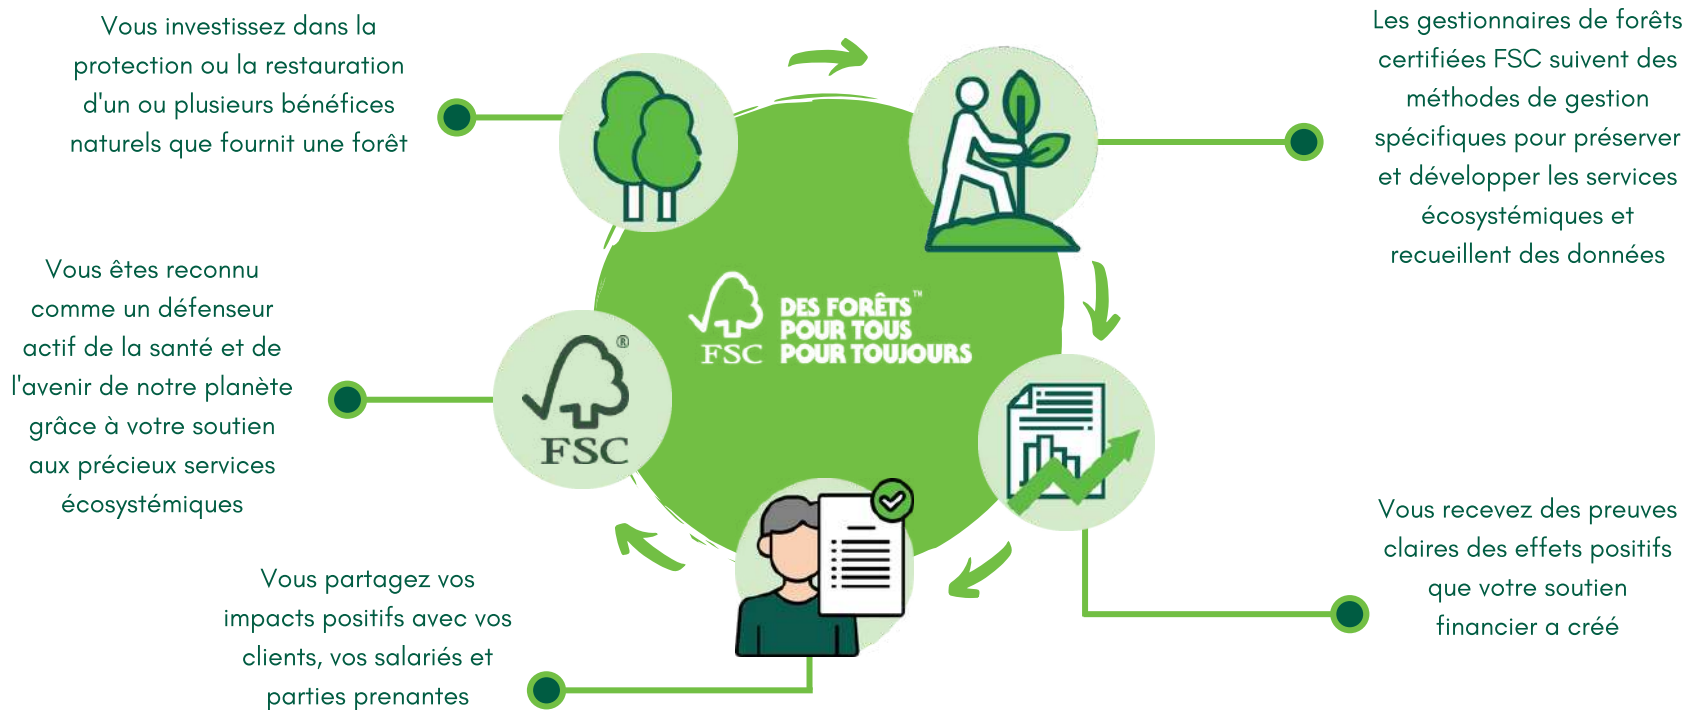 Vous investissez dans la
protection ou la restauration
d'un ou plusieurs bénéfices
naturels que fournit une forêt
Les gestionnaires de forêts
certifiées FSC suivent des
méthodes de gestion
spécifiques pour préserver
et développer les services
écosystémiques et
recueillent des données
Vous recevez des preuves
claires des effets positifs
que votre soutien
financier a créé
Vous partagez vos
impacts positifs avec vos
clients, vos salariés et
parties prenantes
Vous êtes reconnu
comme un défenseur
actif de la santé et de
l'avenir de notre planète
grâce à votre soutien
aux précieux services
écosystémiques
®
FSC
FSC
DES FORÊTS™
POUR TOUS
POUR TOUJOURS